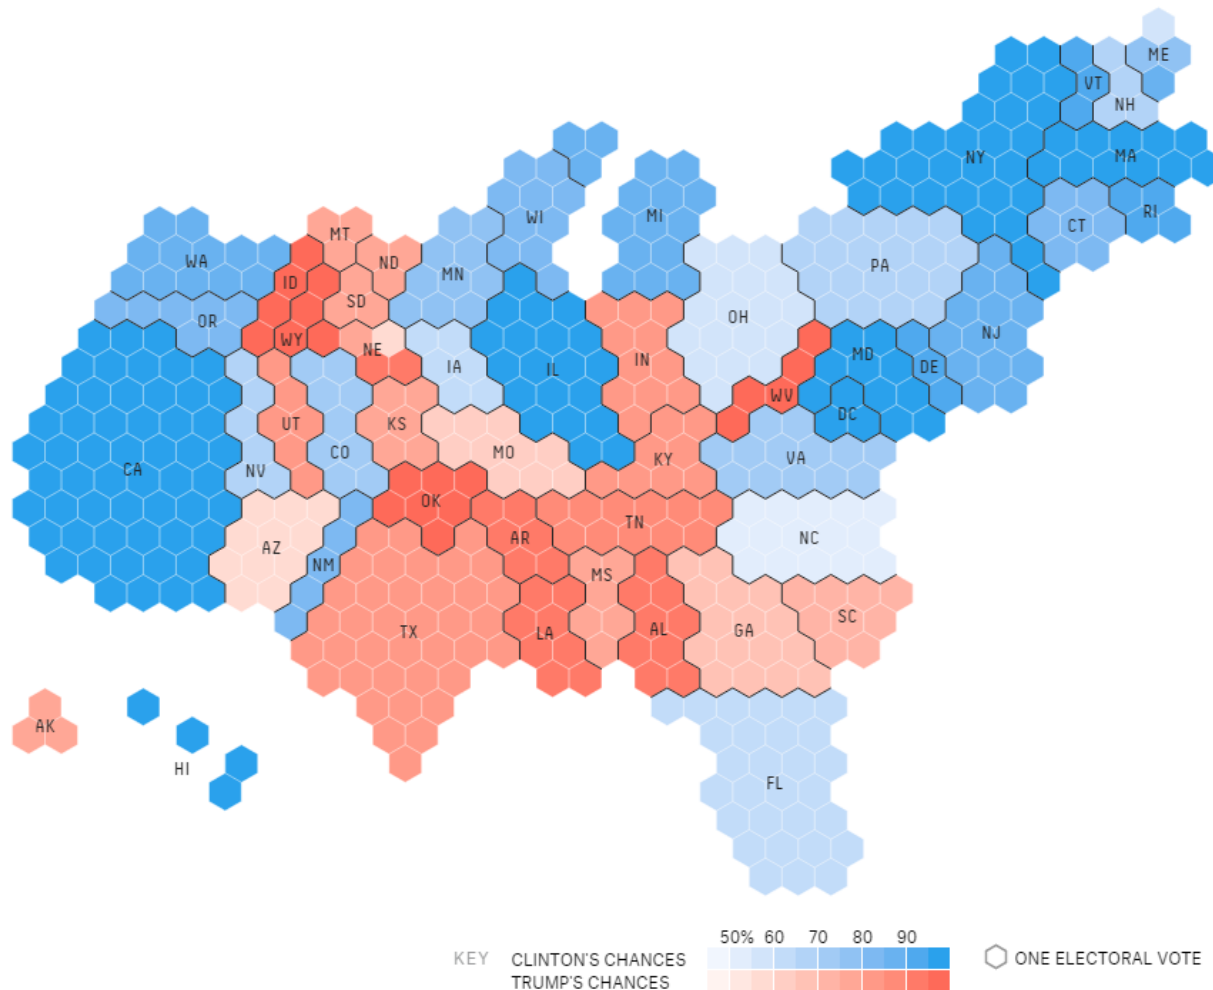 ME
VT
NH
NY
MA
WI
MI
RI
CT
MT
WA
ND
PA
MN
ID
SD
OH
OR
NJ
WY
NE
MD
IN
IA
DE
IL
WV
DC
UT
KS
CO
MO
VA
KY
CA
NV
OK
TN
NC
AR
AZ
NM
MS
SC
TX
LA
AL
GA
AK
HI
FL
50% 60 70 80 90
KEY CLINTON'S CHANCES
TRUMP'S CHANCES
ONE ELECTORAL VOTE